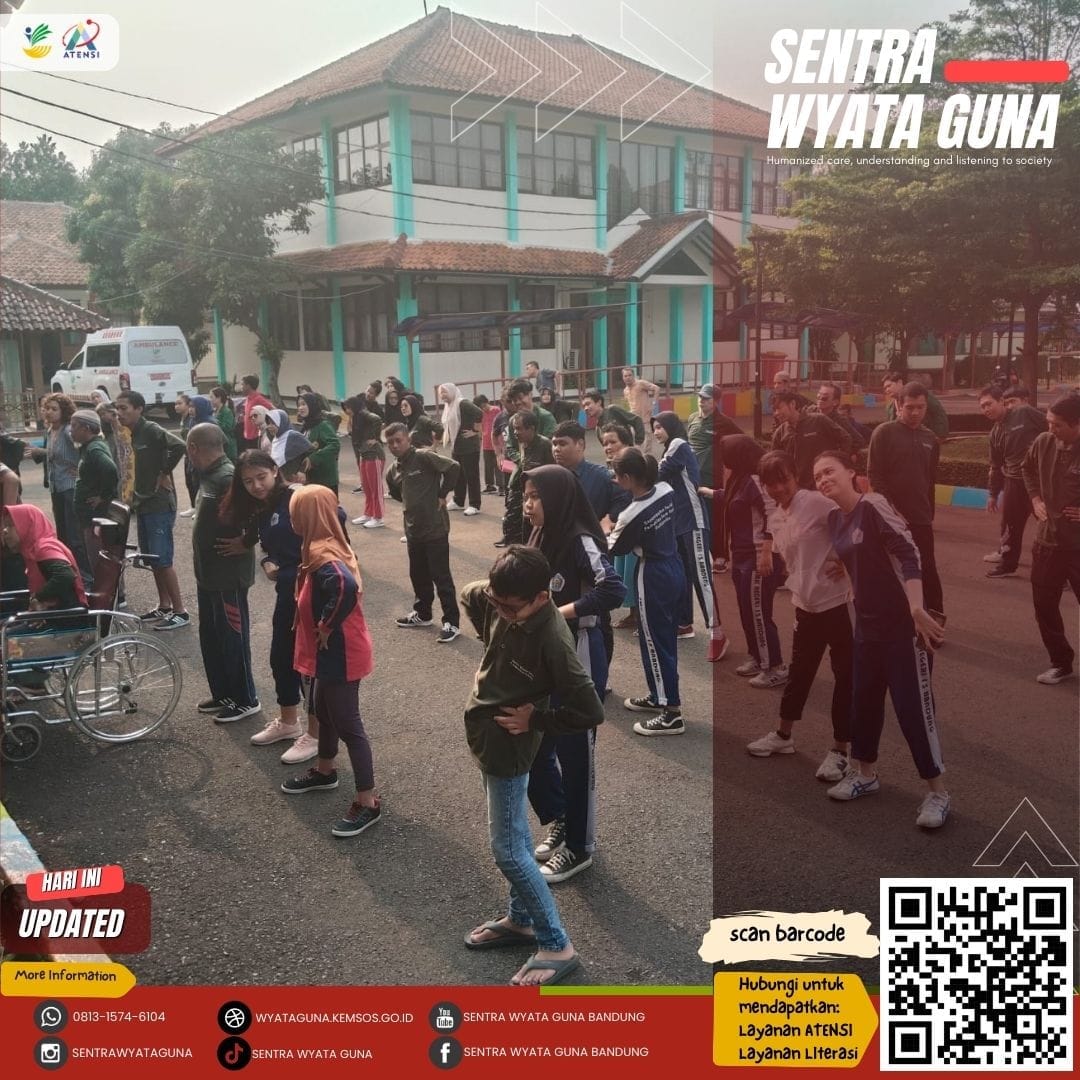 ATENSI
SENTRA
WYATA GUNA
Humanized care, understanding and listening to society
AMBULANCE
HARI INI
UPDATED
More Information
scan barcode
Hubungi untuk
mendapatkan:
Layanan ATENSI
Layanan Literasi
0813-1574-6104
WYATAGUNA.KEMSOS.GO.ID
You
Tube
SENTRA WYATA GUNA BANDUNG
SENTRAWYATAGUNA
SENTRA WYATA GUNA
SENTRA WYATA GUNA BANDUNG